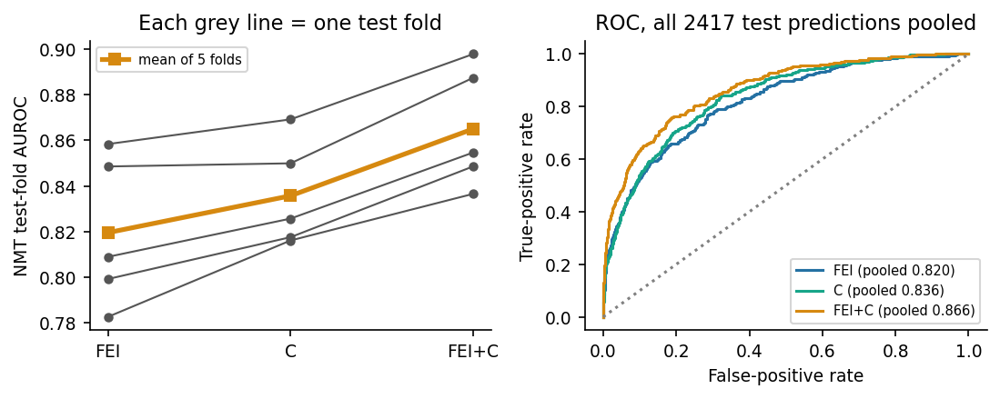 Each grey line = one test fold
NMT test-fold AUROC
0.90
0.88
0.86
0.84
0.82
0.80
0.78
mean of 5 folds
FEI
C
FEI+C
ROC, all 2417 test predictions pooled
True-positive rate
1.0
0.8
0.6
0.4
0.2
0.0
FEI (pooled 0.820)
C (pooled 0.836)
FEI+C (pooled 0.866)
0.0
0.2
0.4
0.6
0.8
1.0
False-positive rate